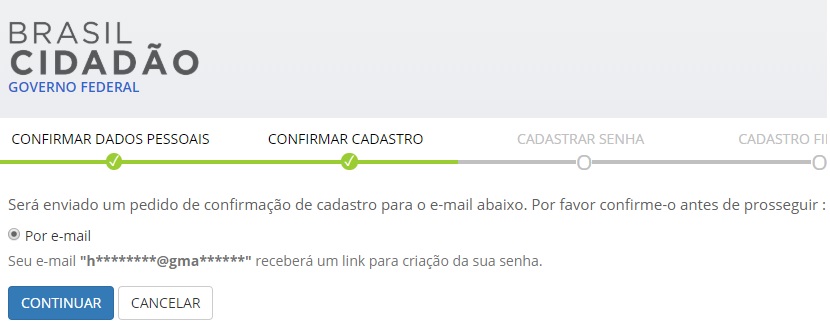 BRASIL
CIDADÃO
GOVERNO FEDERAL
CONFIRMAR DADOS PESSOAIS CONFIRMAR CADASTRO CADASTRAR SENHA CADASTRO FI
Será enviado um pedido de confirmação de cadastro para o e-mail abaixo. Por favor confirme-o antes de prosseguir :
Por e-mail
Seu e-mail "h********@gma******" receberá um link para criação da sua senha.
CONTINUAR CANCELAR